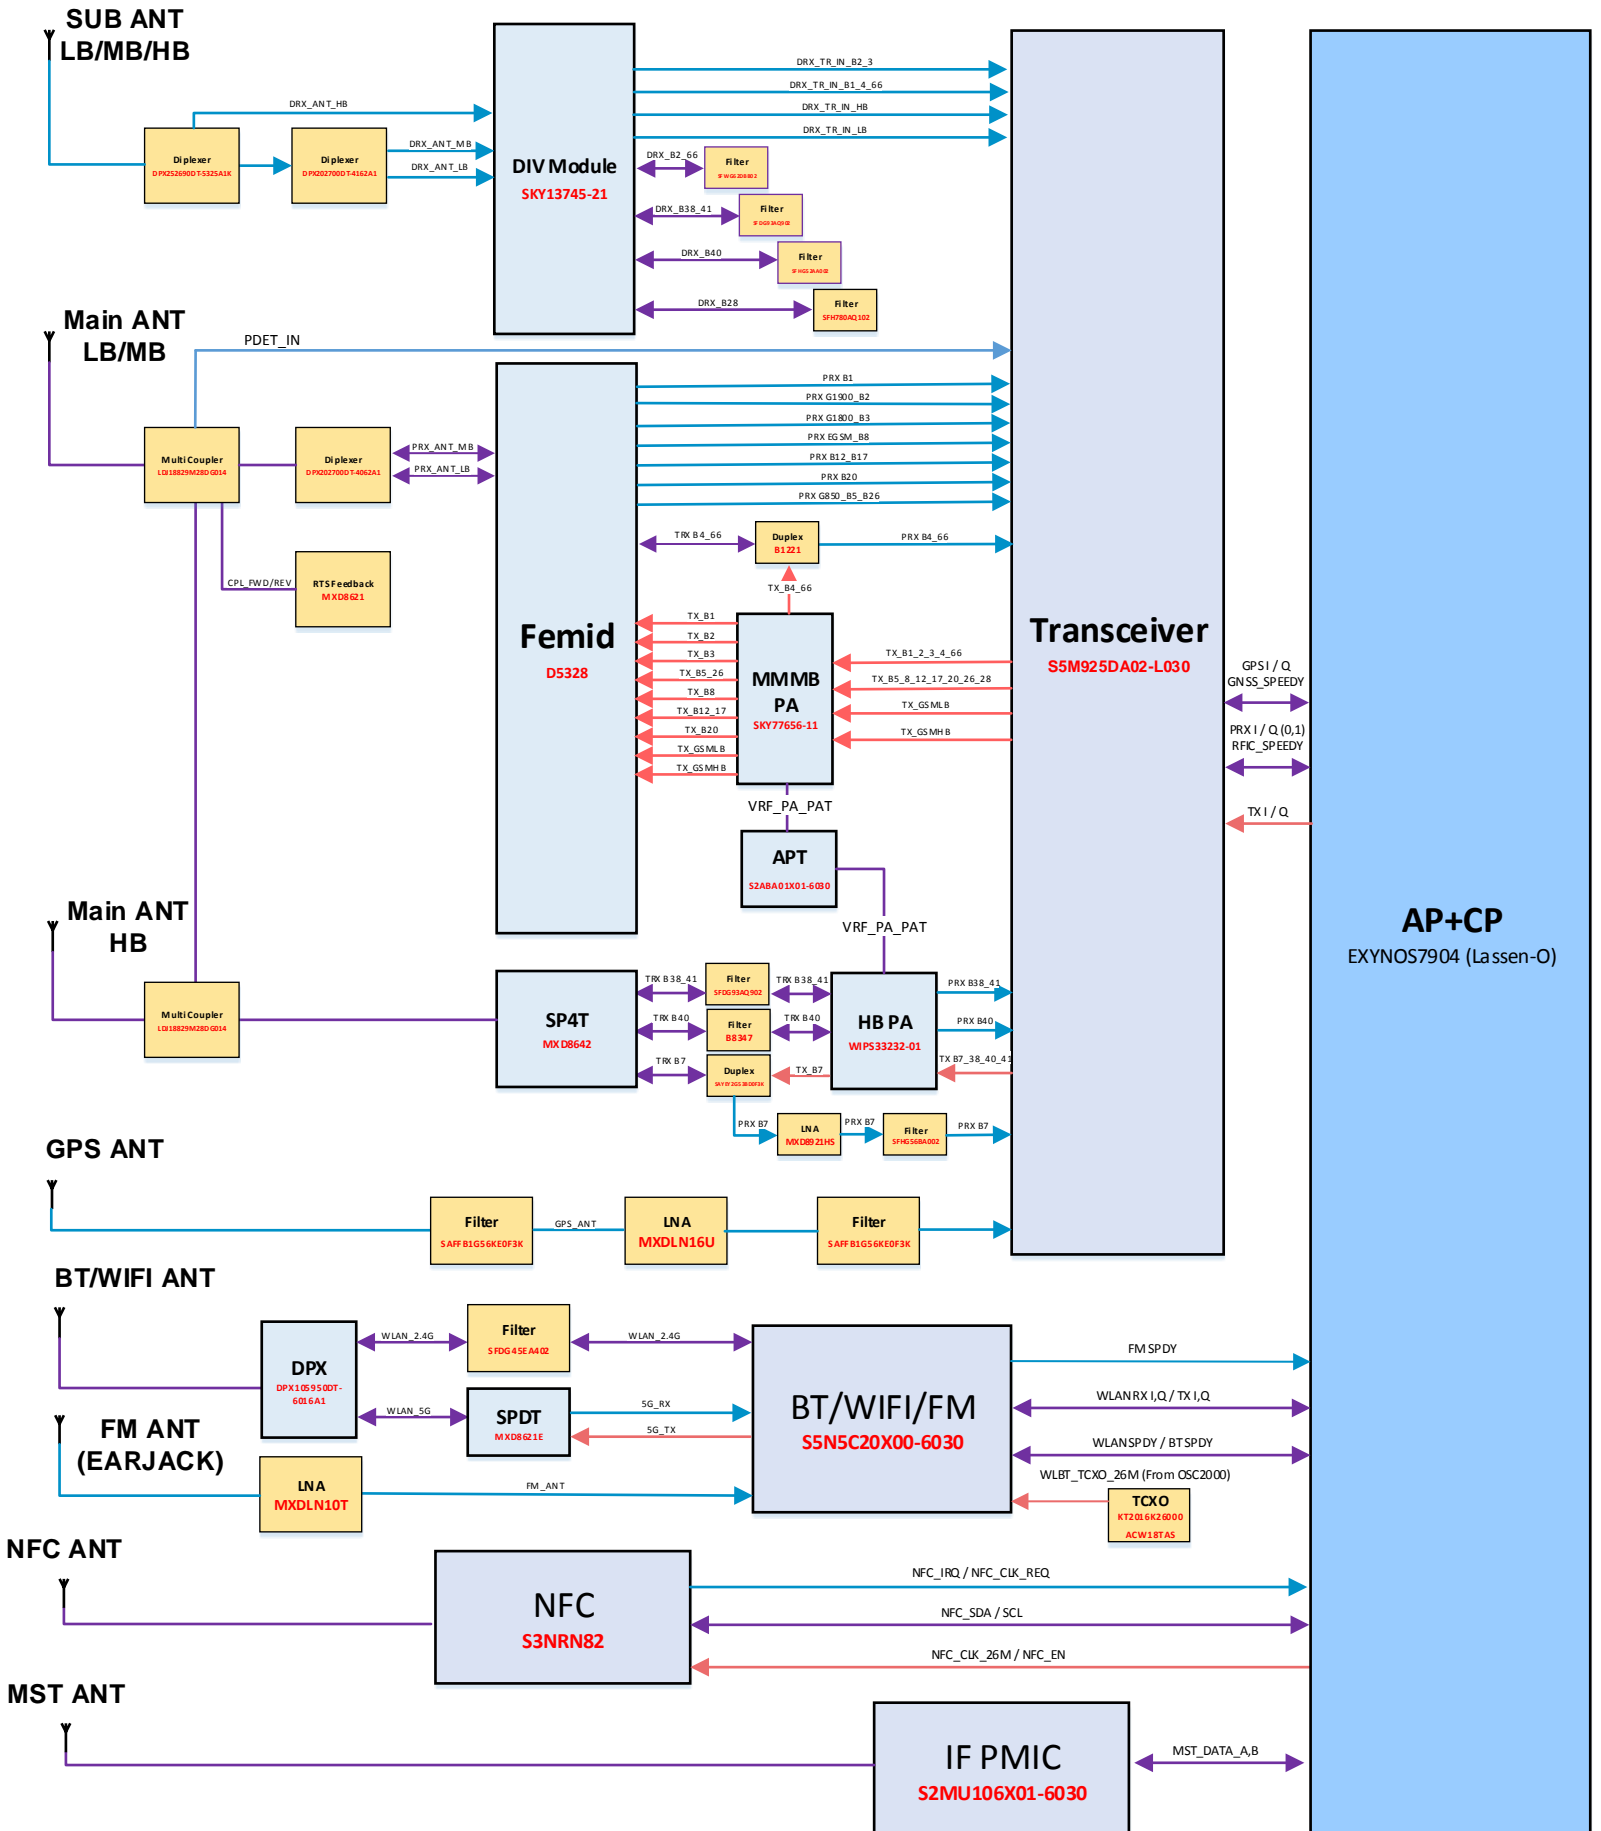 SUB ANT
LB/MB/HB
DRX_ANT_HB
Diplexer
DPX252690DT-5325A1K
Diplexer
DPX202700DT-4162A1
DRX_ANT_MB
DRX_ANT_LB
DIV Module
SKY13745-21
DRX_TR_IN_B2_3
DRX_TR_IN_B1_4_66
DRX_TR_IN_HB
DRX_TR_IN_LB
DRX_B2_66
Filter
DRX_B38_41
Filter
SFDG93AQ902
DRX_B40
Filter
DRX_B28
Filter
SFH780AQ102
Main ANT
LB/MB
PDET_IN
Multi Coupler
LDJ18829M28DG014
Diplexer
DPX202700DT-4062A1
PRX_ANT_MB
PRX_ANT_LB
CPL_FWD/REV
RTS Feedback
MXD8621
Femid
D5328
PRX B1
PRX G1900_B2
PRX G1800_B3
PRX EGSM_B8
PRX B12_B17
PRX B20
PRX G850_B5_B26
TRX B4_66
Duplex
B1221
PRX B4_66
TX_B4_66
TX_B1
TX_B2
TX_B3
TX_B5_26
TX_B8
TX_B12_17
TX_B20
TX_GSMLB
TX_GSMHB
MMMB
PA
SKY77656-11
TX_B1_2_3_4_66
TX_B5_8_12_17_20_26_28
TX_GSMLB
TX_GSMHB
VRF_PA_PAT
APT
S2ABA01X01-6030
VRF_PA_PAT
Transceiver
S5M925DA02-L030
GPS I / Q
GNSS_SPEEDY
PRX I / Q (0,1)
RFIC_SPEEDY
TX I / Q
AP+CP
EXYNOS7904 (Lassen-O)
Main ANT
HB
Multi Coupler
LDJ18829M28DG014
SP4T
MXD8642
TRX B38_41
Filter
SFDG93AQ902
TRX B38_41
TRX B40
Filter
B8347
TRX B40
TRX B7
Duplex
TX_B7
HB PA
WIPS33232-01
PRX B38_41
PRX B40
TX B7_38_40_41
PRX B7
LNA
MXD8921HS
PRX B7
Filter
SFHG56BA002
PRX B7
GPS ANT
Filter
SAFFB1G56KE0F3K
GPS_ANT
LNA
MXDLN16U
Filter
SAFFB1G56KE0F3K
BT/WIFI ANT
DPX
DPX105950DT-
6016A1
WLAN_2.4G
Filter
SFDG45EA402
WLAN_2.4G
WLAN_5G
SPDT
MXD8621E
5G_RX
5G_TX
BT/WIFI/FM
S5N5C20X00-6030
FM SPDY
WLAN RX I,Q / TX I,Q
WLAN SPDY / BT SPDY
WLBT_TCXO_26M (From OSC2000)
TCXO
KT2016K26000
ACW18TAS
FM ANT
(EARJACK)
LNA
MXDLN10T
FM_ANT
NFC ANT
NFC
S3NRN82
NFC_IRQ / NFC_CLK_REQ
NFC_SDA / SCL
NFC_CLK_26M / NFC_EN
MST ANT
IF PMIC
S2MU106X01-6030
MST_DATA_A,B